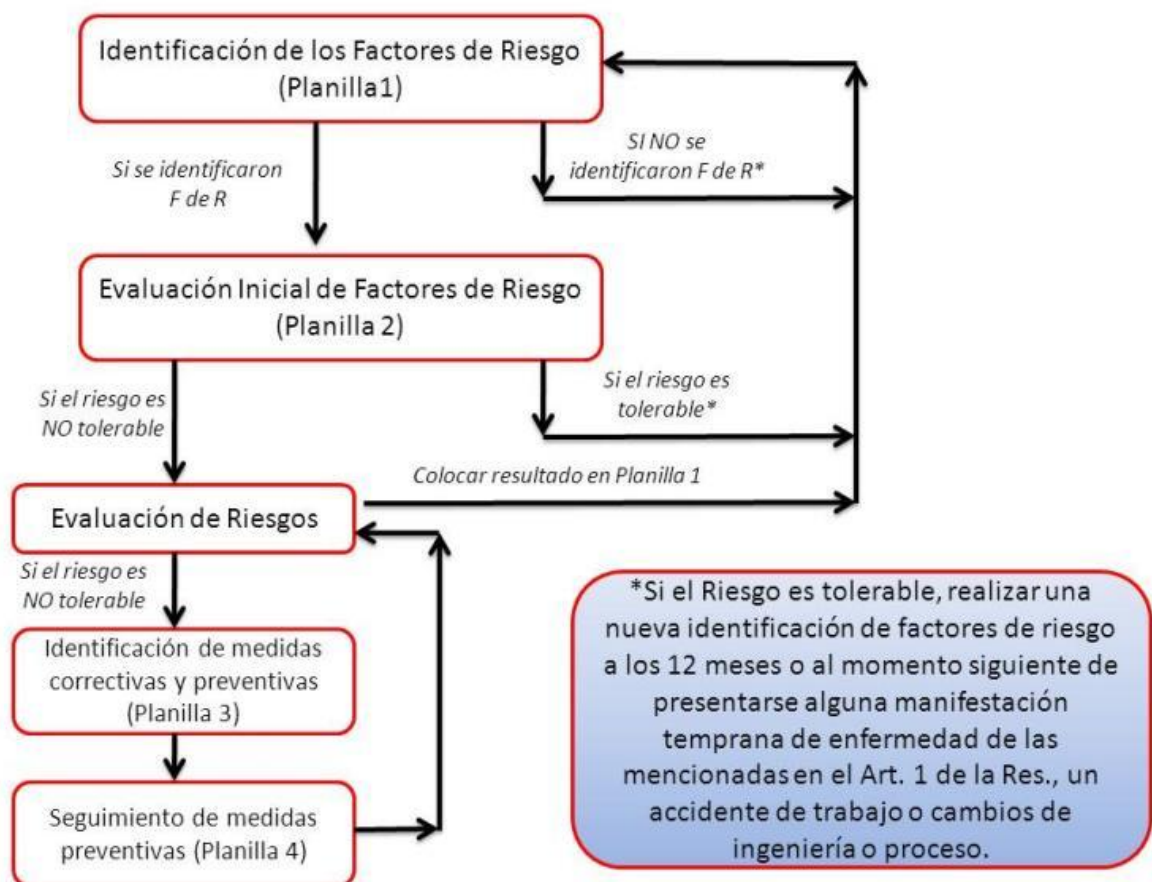 Identificación de los Factores de Riesgo
(Planilla1)
Si se identificaron
F de R
SI NO se
identificaron F de R*
Evaluación Inicial de Factores de Riesgo
(Planilla 2)
Si el riesgo es
NO tolerable
Si el riesgo es
tolerable*
Colocar resultado en Planilla 1
Evaluación de Riesgos
Si el riesgo es
NO tolerable
Identificación de medidas
correctivas y preventivas
(Planilla 3)
Seguimiento de medidas
preventivas (Planilla 4)
*Si el Riesgo es tolerable, realizar una
nueva identificación de factores de riesgo
a los 12 meses o al momento siguiente de
presentarse alguna manifestación
temprana de enfermedad de las
mencionadas en el Art. 1 de la Res., un
accidente de trabajo o cambios de
ingeniería o proceso.